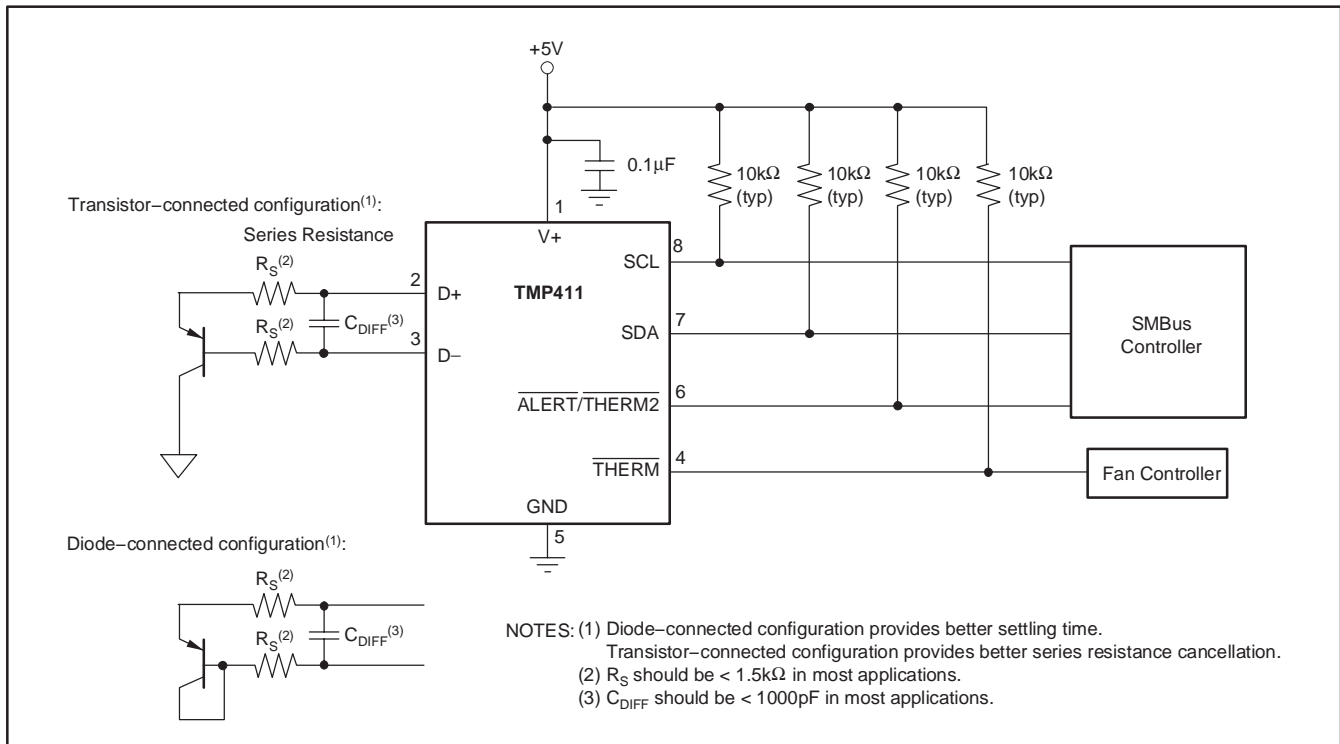 +5V
0.1µF
10kΩ
(typ)
10kΩ
(typ)
10kΩ
(typ)
10kΩ
(typ)
Transistor−connected configuration(1):
Series Resistance
RS(2)
RS(2)
CDIFF(3)
1
V+
2
D+
3
D−
TMP411
SCL
8
SDA
7
ALERT/THERM2
6
THERM
4
GND
5
SMBus
Controller
Fan Controller
Diode−connected configuration(1):
RS(2)
RS(2)
CDIFF(3)
NOTES: (1) Diode−connected configuration provides better settling time.
Transistor−connected configuration provides better series resistance cancellation.
(2) RS should be < 1.5kΩ in most applications.
(3) CDIFF should be < 1000pF in most applications.